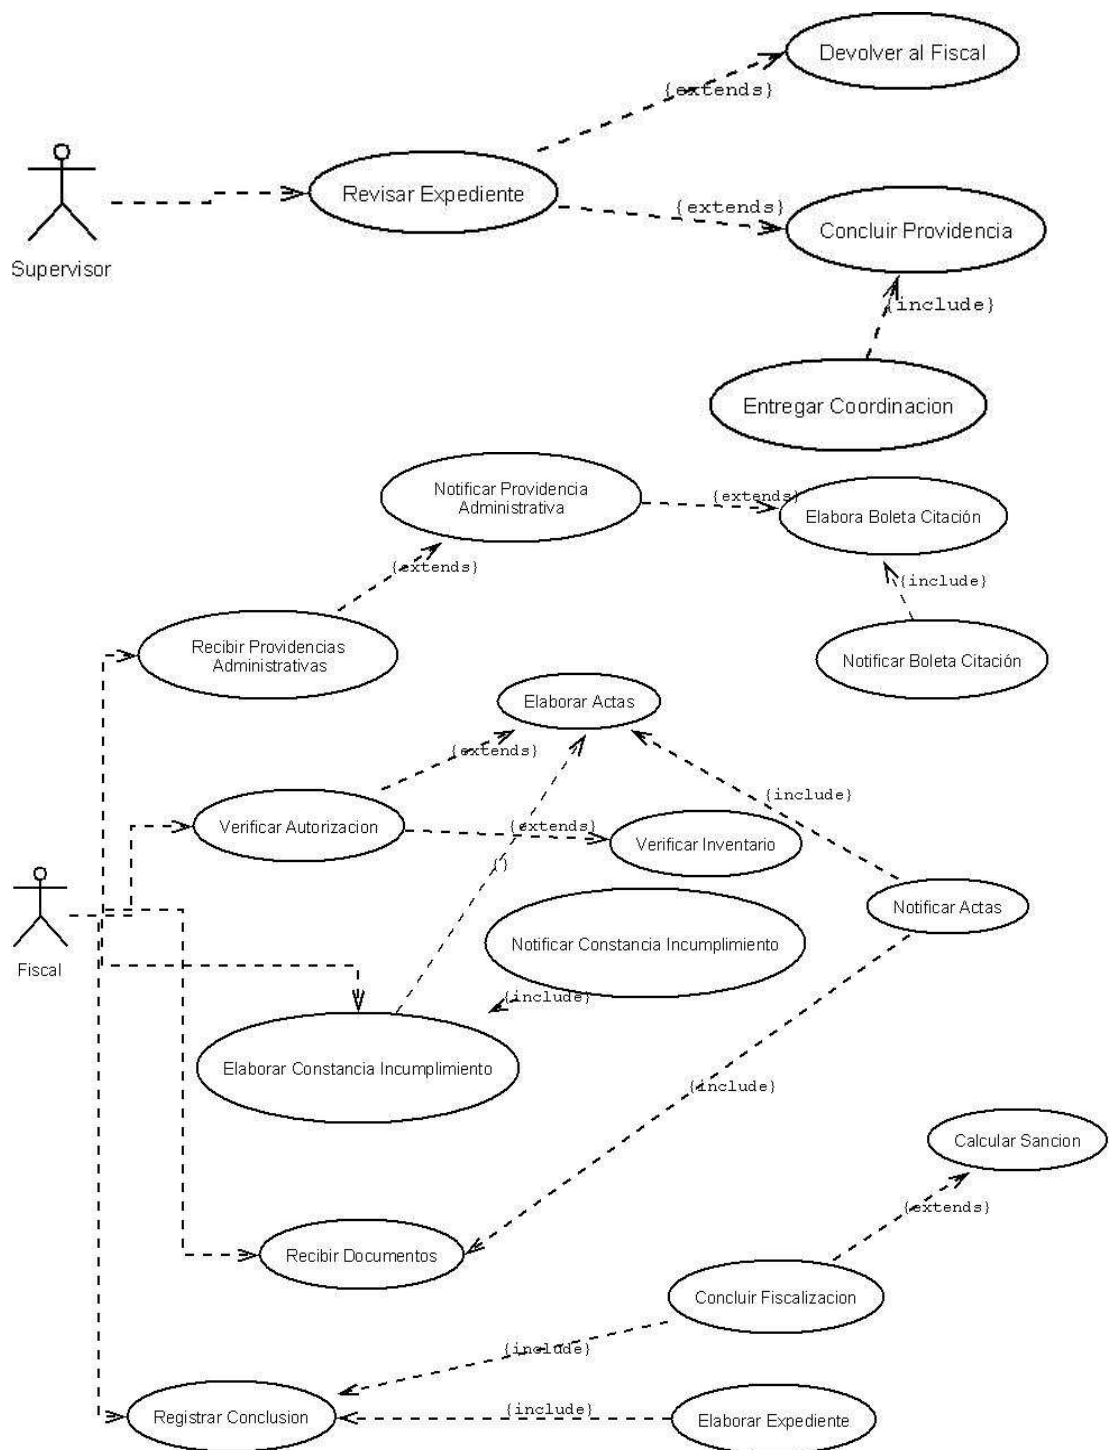 Devolver al Fiscal
{extends}
Revisar Expediente
{extends}
Concluir Providencia
Supervisor
{include}
Entregar Coordinacion
Notificar Providencia
Administrativa
{extends}
Elabora Boleta Citación
{extends}
{include}
Recibir Providencias
Administrativas
Notificar Boleta Citación
Elaborar Actas
{extends}
{include}
Verificar Autorizacion
{extends}
Verificar Inventario
{}
Notificar Actas
Notificar Constancia Incumplimiento
Fiscal
{include}
Elaborar Constancia Incumplimiento
{include}
Calcular Sancion
{extends}
Recibir Documentos
Concluir Fiscalizacion
{include}
Registrar Conclusion
{include}
Elaborar Expediente